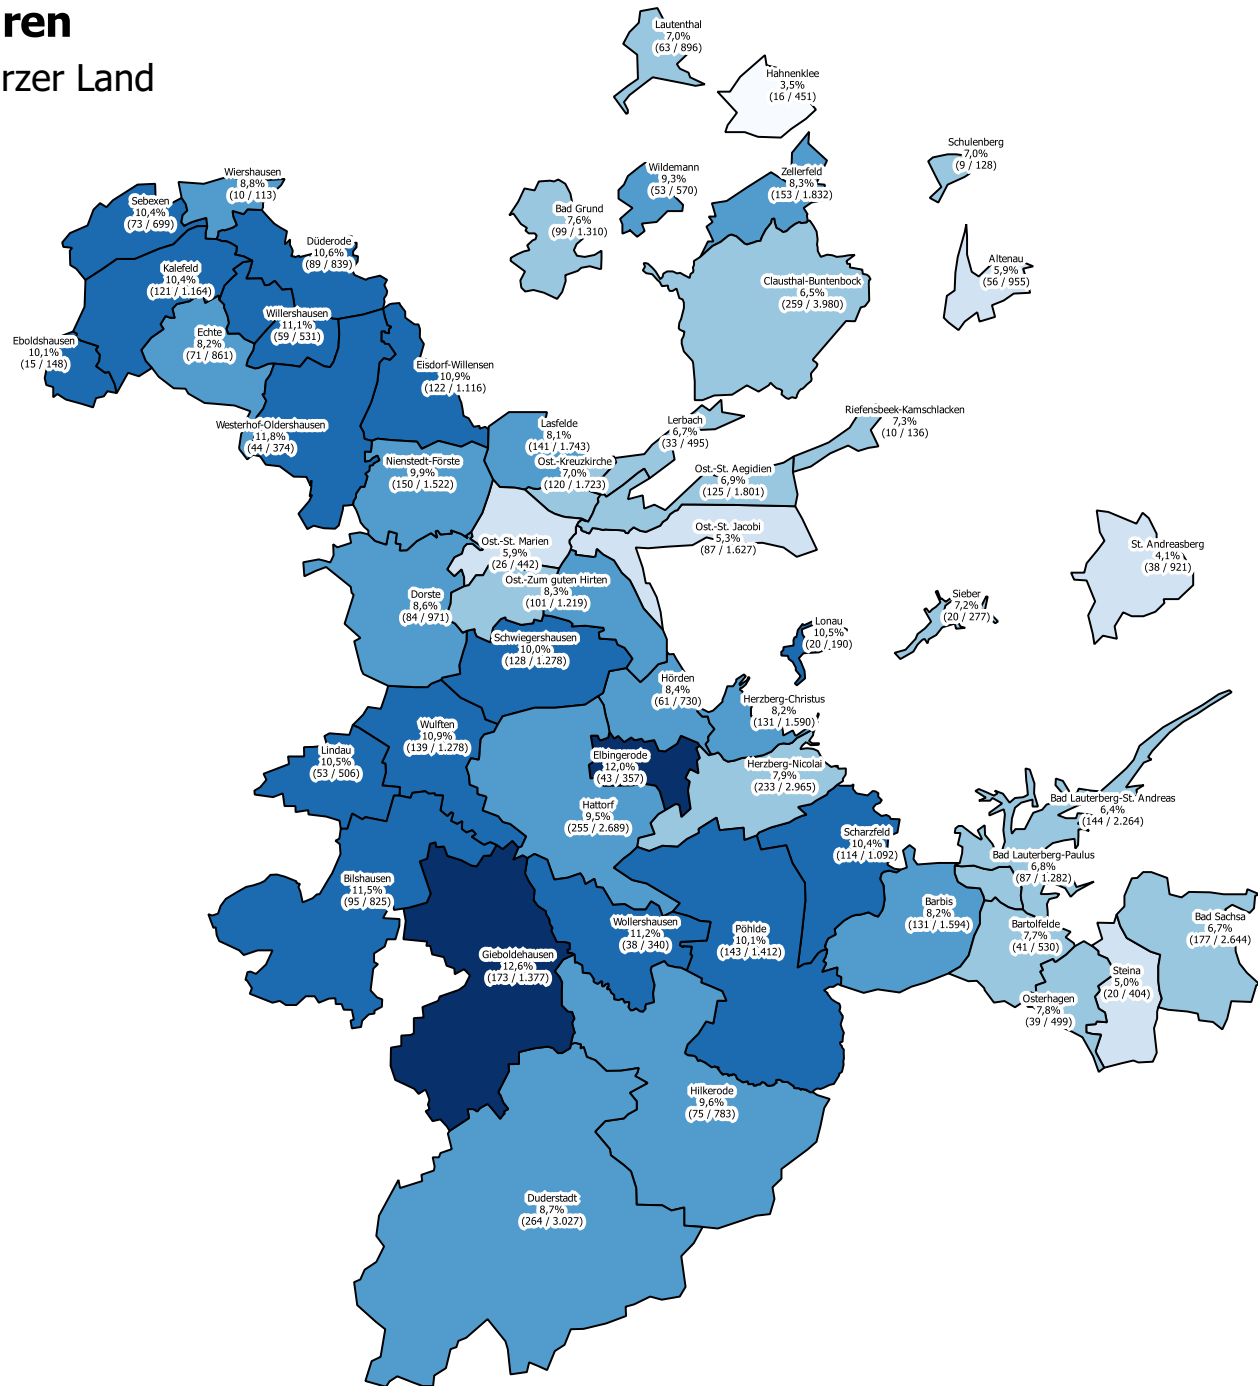 ren
rzer Land
Lautenthal
7,0%
(63 / 896)
Hahnenklee
3,5%
(16 / 451)
Schulenberg
7,0%
(9 / 128)
Wildemann
9,3%
(53 / 570)
Zellerfeld
8,3%
(153 / 1.832)
Wiershausen
8,8%
(10 / 113)
Sebexen
10,4%
(73 / 699)
Bad Grund
7,6%
(99 / 1.310)
Düderode
10,6%
(89 / 839)
Altenau
5,9%
(56 / 955)
Kalefeld
10,4%
(121 / 1.164)
Clausthal-Buntenbock
6,5%
(259 / 3.980)
Willershausen
11,1%
(59 / 531)
Echte
8,2%
(71 / 861)
Eboldshausen
10,1%
(15 / 148)
Eisdorf-Willensen
10,9%
(122 / 1.116)
Riefensbeek-Kamschlacken
7,3%
(10 / 136)
Lerbach
6,7%
(33 / 495)
Westerhof-Oldershausen
11,8%
(44 / 374)
Lasfelde
8,1%
(141 / 1.743)
Nienstedt-Förste
9,9%
(150 / 1.522)
Ost.-Kreuzkirche
7,0%
(120 / 1.723)
Ost.-St. Aegidien
6,9%
(125 / 1.801)
Ost.-St. Jacobi
5,3%
(87 / 1.627)
Ost.-St. Marien
5,9%
(26 / 442)
St. Andreasberg
4,1%
(38 / 921)
Ost.-Zum guten Hirten
8,3%
(101 / 1.219)
Dorste
8,6%
(84 / 971)
Sieber
7,2%
(20 / 277)
Lonau
10,5%
(20 / 190)
Schwiegershausen
10,0%
(128 / 1.278)
Hörden
8,4%
(61 / 730)
Herzberg-Christus
8,2%
(131 / 1.590)
Wulften
10,9%
(139 / 1.278)
Lindau
10,5%
(53 / 506)
Elbingerode
12,0%
(43 / 357)
Herzberg-Nicolai
7,9%
(233 / 2.965)
Bad Lauterberg-St. Andreas
6,4%
(144 / 2.264)
Hattorf
9,5%
(255 / 2.689)
Scharzfeld
10,4%
(114 / 1.092)
Bad Lauterberg-Paulus
6,8%
(87 / 1.282)
Bilshausen
11,5%
(95 / 825)
Barbis
8,2%
(131 / 1.594)
Bad Sachsa
6,7%
(177 / 2.644)
Wollershausen
11,2%
(38 / 340)
Pöhlde
10,1%
(143 / 1.412)
Bartolfelde
7,7%
(41 / 530)
Gieboldehausen
12,6%
(173 / 1.377)
Steina
5,0%
(20 / 404)
Osterhagen
7,8%
(39 / 499)
Hilkerode
9,6%
(75 / 783)
Duderstadt
8,7%
(264 / 3.027)